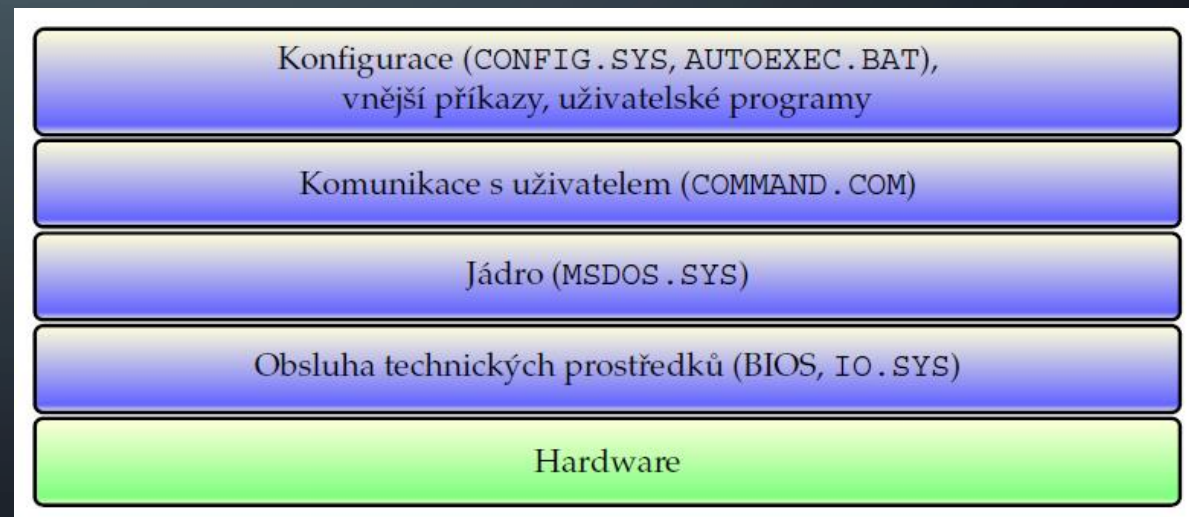 Konfigurace (CONFIG.SYS, AUTOEXEC.BAT),
vnější příkazy, uživatelské programy
Komunikace s uživatelem (COMMAND.COM)
Jádro (MSDOS.SYS)
Obsluha technických prostředků (BIOS, IO.SYS)
Hardware